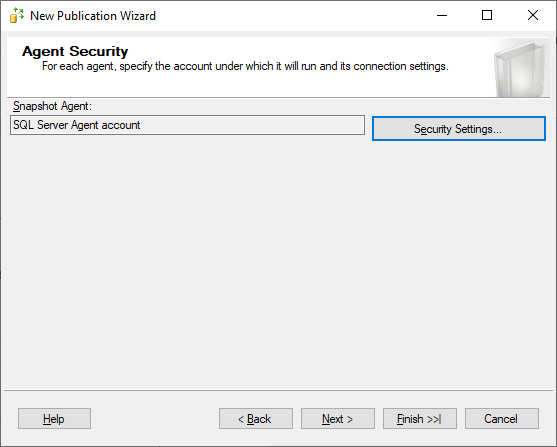 New Publication Wizard
Agent Security
For each agent, specify the account under which it will run and its connection settings.
Snapshot Agent:
SQL Server Agent account
Security Settings...
Help
< Back
Next >
Finish >>|
Cancel